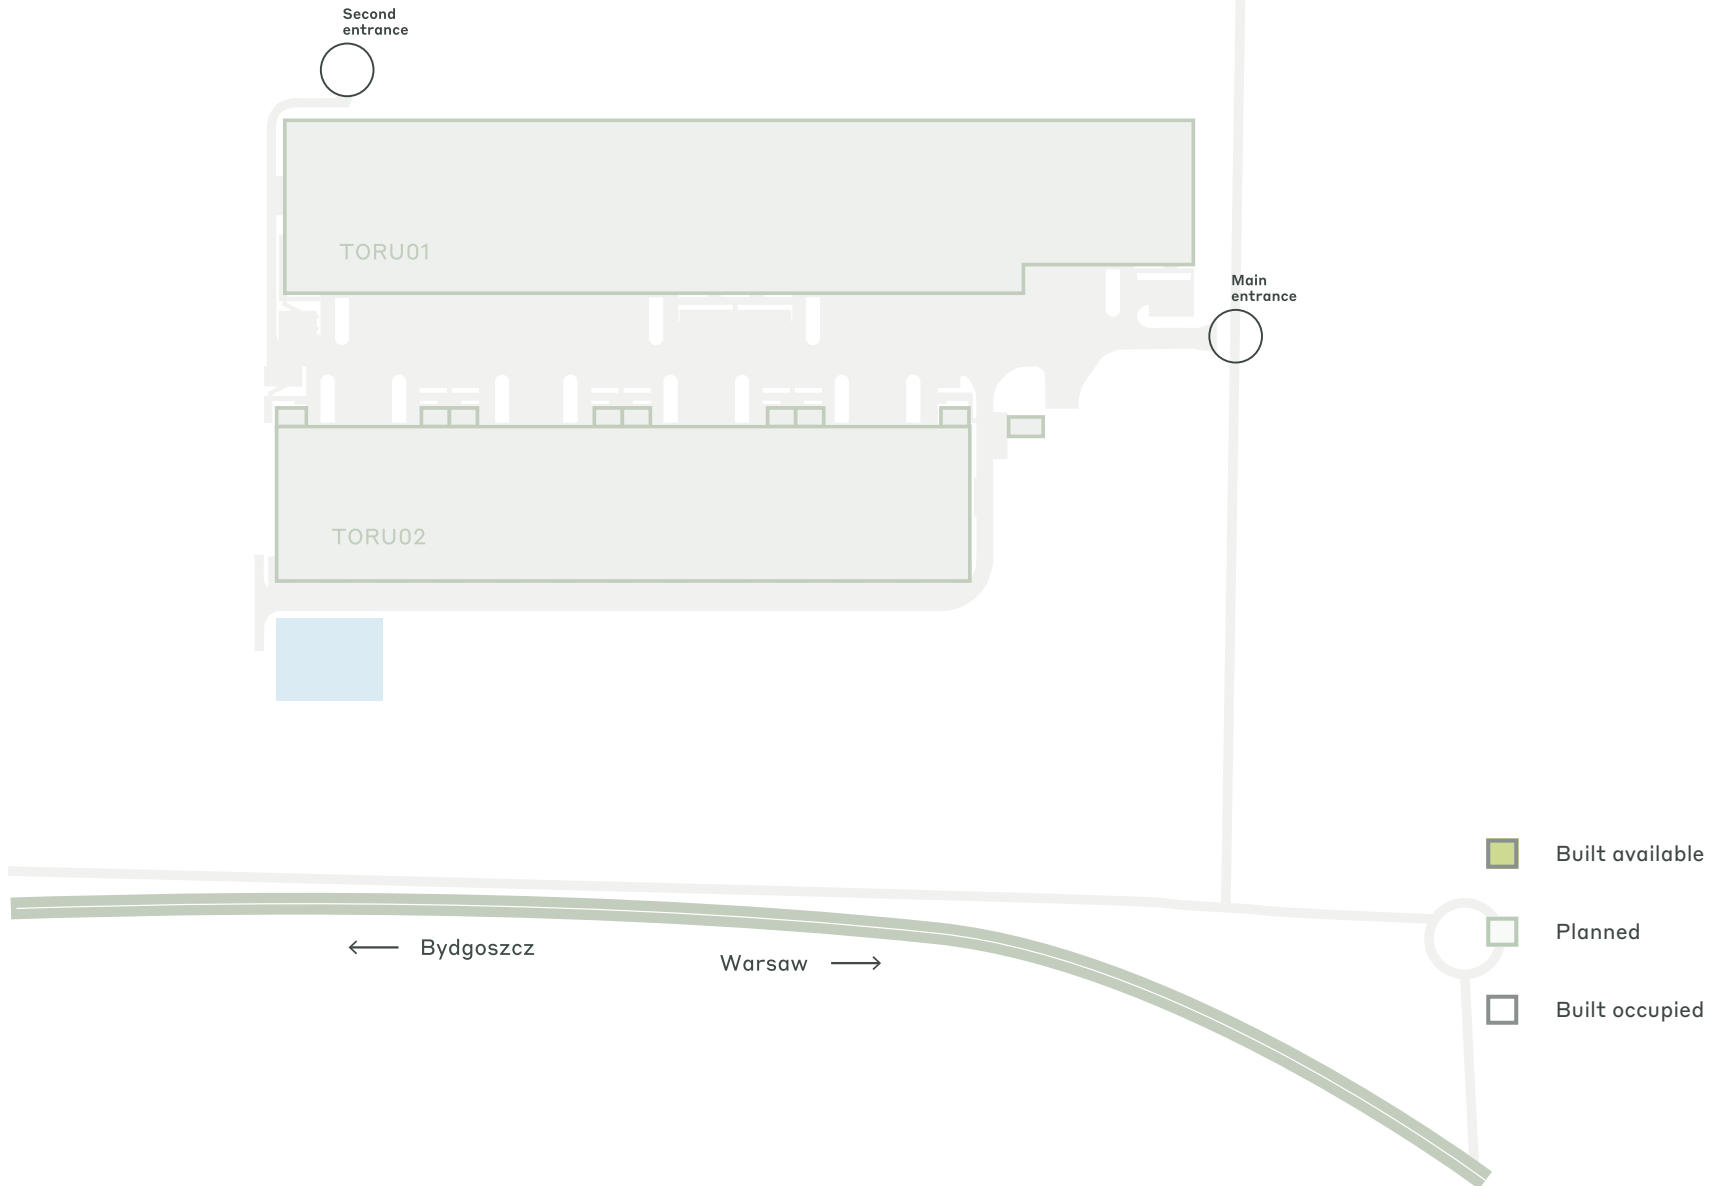 Second
entrance
TORU01
Main
entrance
TORU02
Built available
Planned
Bydgoszcz
Warsaw
Built occupied